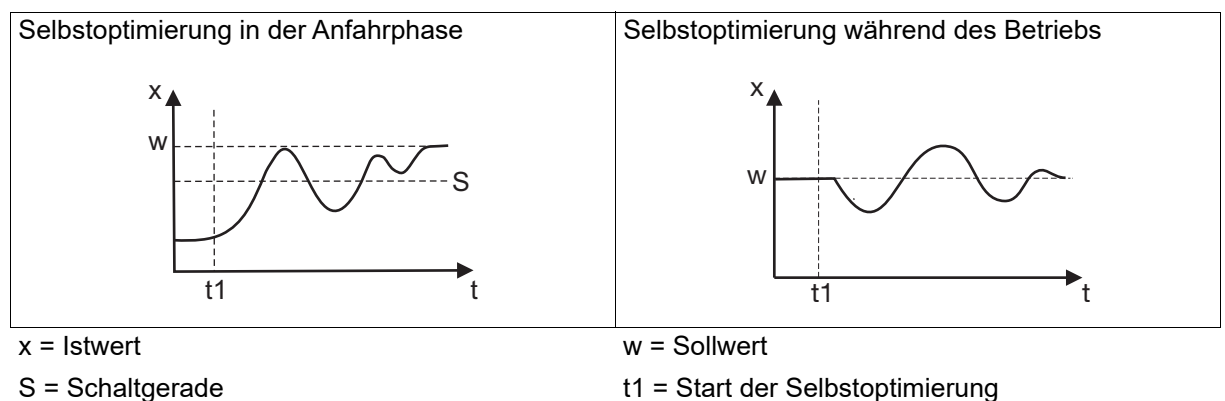 Selbstoptimierung in der Anfahrphase
x
w
S
t1
t
Selbstoptimierung während des Betriebs
x
w
t1
t
x = Istwert
w = Sollwert
S = Schaltgerade
t1 = Start der Selbstoptimierung